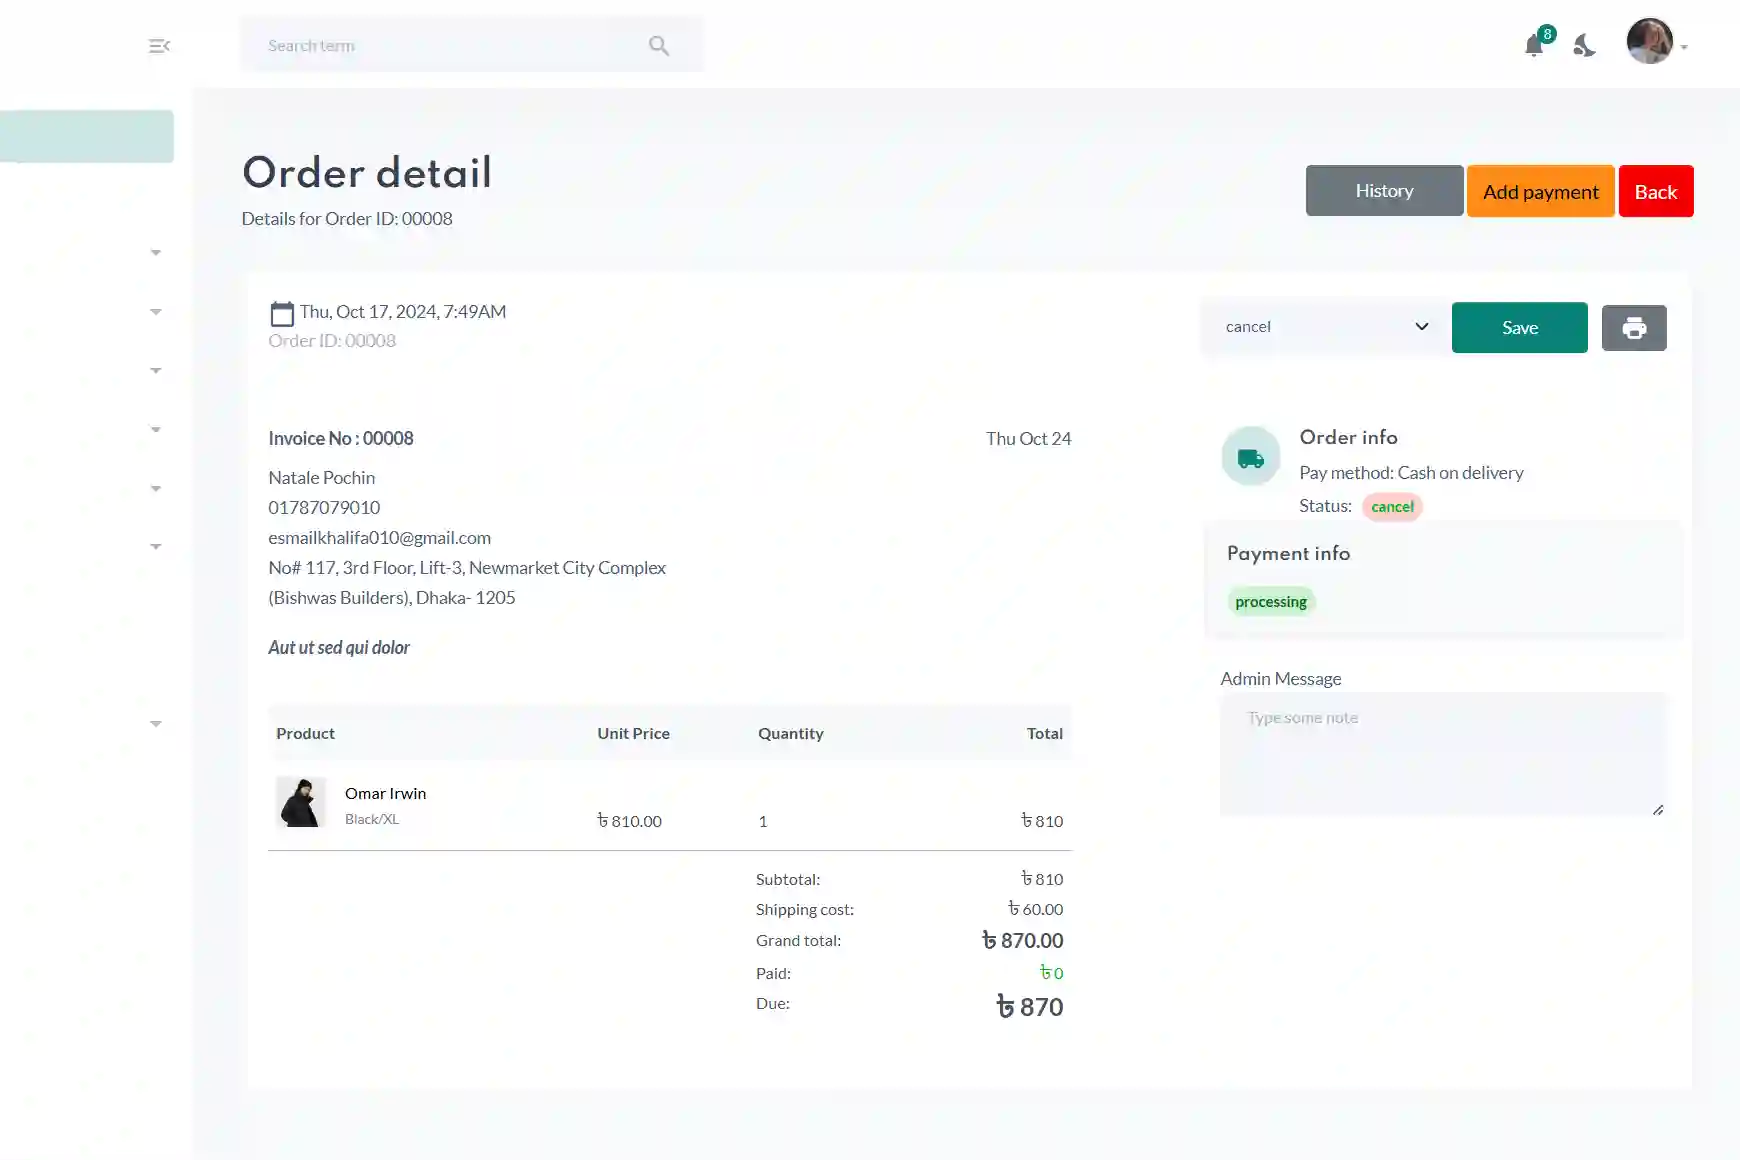 Search term
8
Order detail
Details for Order ID: 00008
History
Add payment
Back
Thu, Oct 17, 2024, 7:49AM
Order ID: 00008
cancel
Save
Invoice No : 00008
Thu Oct 24
Natale Pochin
01787079010
esmailkhalifa010@gmail.com
No# 117, 3rd Floor, Lift-3, Newmarket City Complex
(Bishwas Builders), Dhaka- 1205
Aut ut sed qui dolor
Order info
Pay method: Cash on delivery
Status: cancel
Payment info
processing
Admin Message
Type some note
Product Unit Price Quantity Total
Omar Irwin
Black/XL
৳ 810.00 1 ৳ 810
Subtotal: ৳ 810
Shipping cost: ৳ 60.00
Grand total: ৳ 870.00
Paid: ৳ 0
Due: ৳ 870